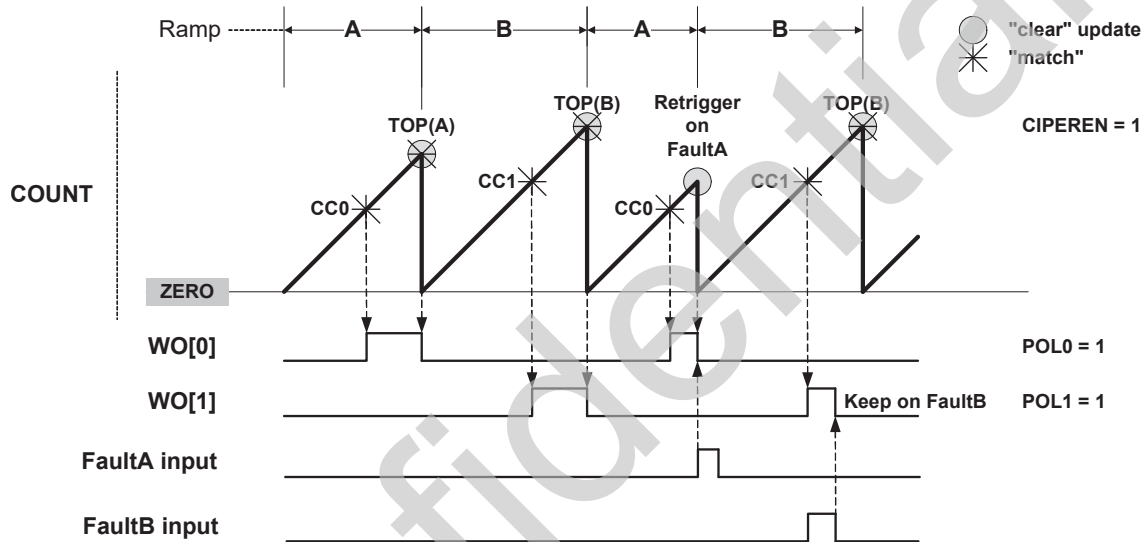 Ramp
A
B
A
B
"clear" update
"match"
TOP(A)
TOP(B)
Retrigger
on
FaultA
TOP(B)
CIPEREN = 1
COUNT
CC0
CC1
CC0
CC1
ZERO
WO[0]
POL0 = 1
WO[1]
Keep on FaultB
POL1 = 1
FaultA input
FaultB input
fidential